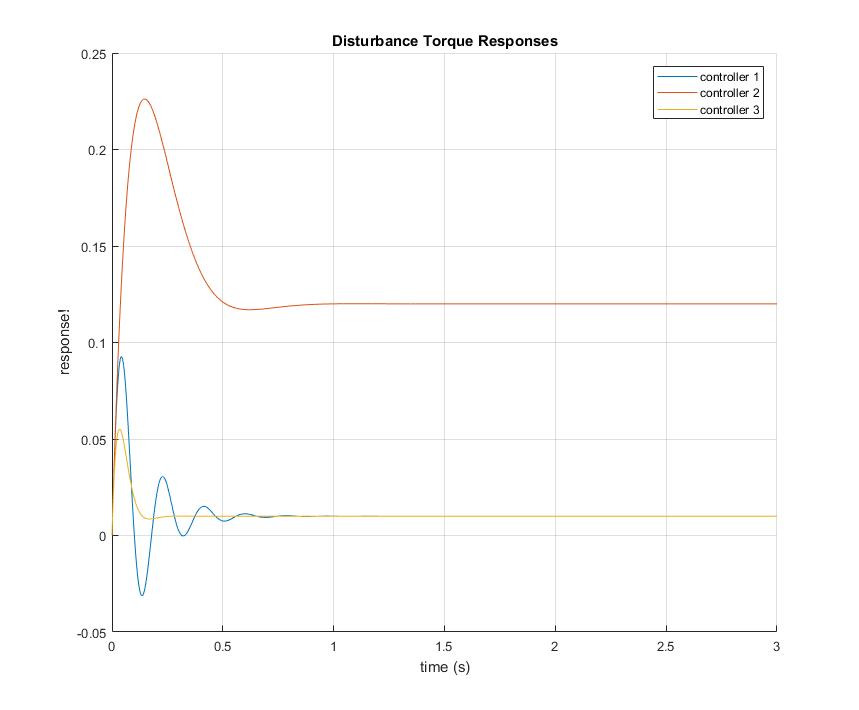 Disturbance Torque Responses
0.25
controller 1
controller 2
controller 3
0.2
0.15
response!
0.1
0.05
0
-0.05
0 0.5 1 1.5 2 2.5 3
time (s)